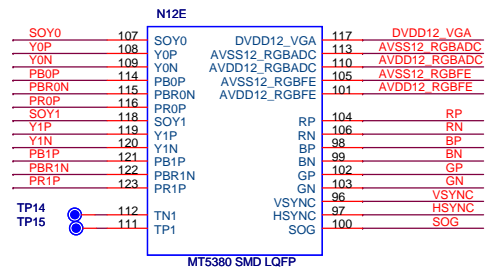 N12E
SOY0 107 SOY0 DVDD12_VGA 117 DVDD12_VGA
Y0P 108 Y0P AVSS12_RGBADC 113 AVSS12_RGBADC
Y0N 109 Y0N AVDD12_RGBADC 110 AVDD12_RGBADC
PB0P 114 PB0P AVSS12_RGBFE 105 AVSS12_RGBFE
PBR0N 115 PBR0N AVDD12_RGBFE 101 AVDD12_RGBFE
PR0P 116 PR0P
SOY1 118 SOY1 RP 104 RP
Y1P 119 Y1P RN 106 RN
Y1N 120 Y1N BP 98 BP
PB1P 121 PB1P BN 99 BN
PBR1N 122 PBR1N GP 102 GP
PR1P 123 PR1P GN 103 GN
VSYNC 96 VSYNC
TP14 112 TN1 HSYNC 97 HSYNC
TP15 111 TP1 SOG 100 SOG
MT5380 SMD LQFP